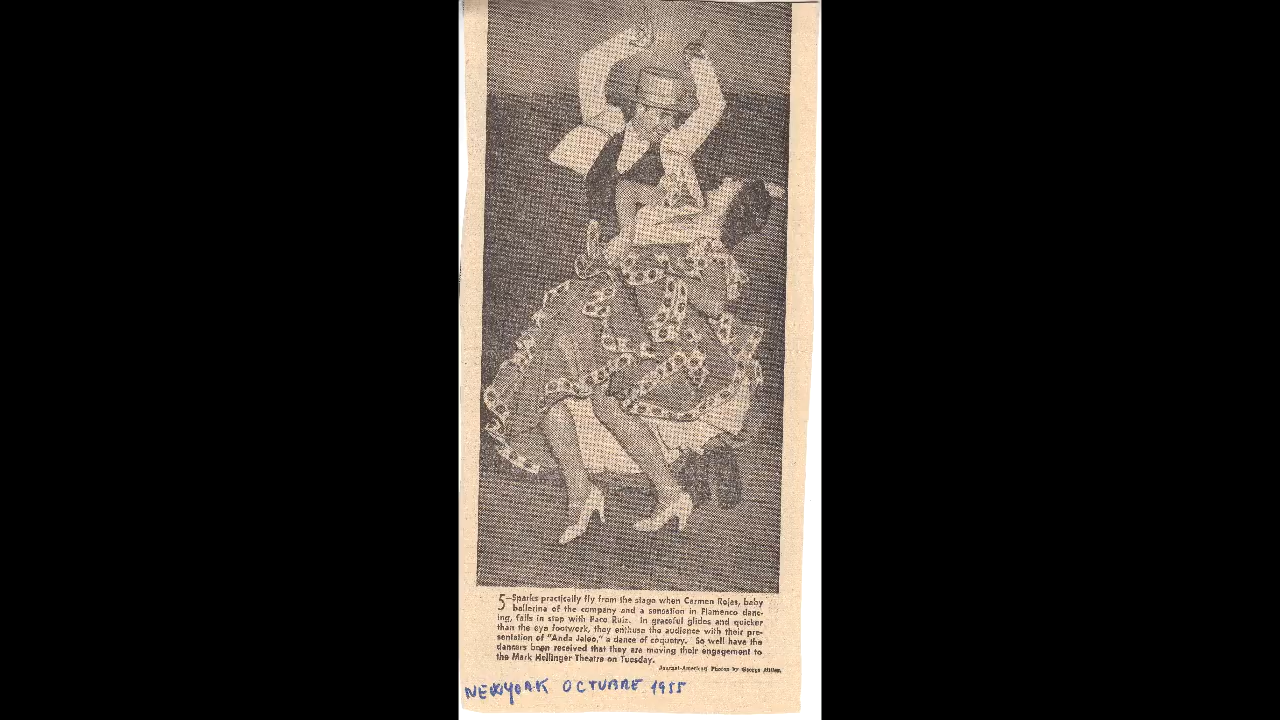 5—Sparks practically fly from the stage when Carmen Rojas, baby
ballerina of the company and a sensation in Flamenco danc-
ing, falls in step with Paco Ruiz. In graceful glides and quicker
than the eye footwork, they enthuse the audience with their pre-
sentation of "Anda Jaleo," a dance of coquetry. So well have the
dancers been received that they are moving their engagement to
the Mark Hellinger Theatre on Tuesday.
Journal-American Photos by George Miller.
NEWYORK OCTUBRE 1955